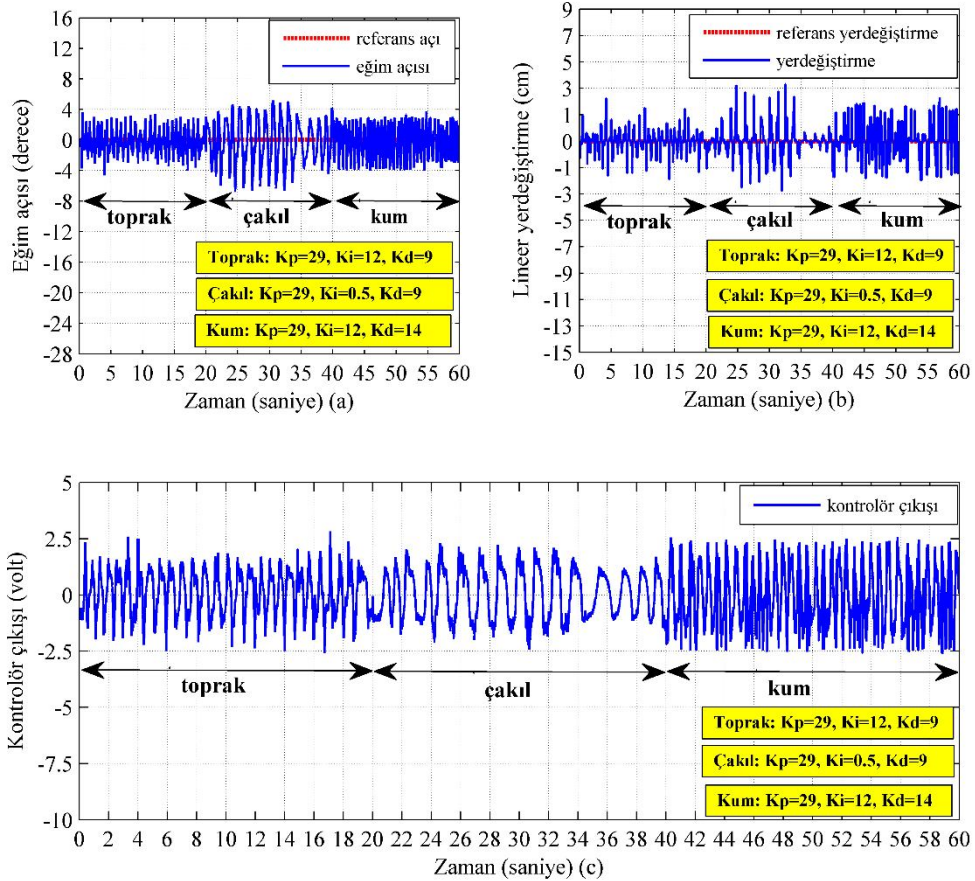 16
12
8
4
0
-4
-8
-12
-16
-20
-24
-28
Eğim açısı (derece)
referans açı
eğim açısı
toprak
çakıl
kum
Toprak: Kp=29, Ki=12, Kd=9
Çakıl: Kp=29, Ki=0.5, Kd=9
Kum: Kp=29, Ki=12, Kd=14
0 5 10 15 20 25 30 35 40 45 50 55 60
Zaman (saniye) (a)
9
7
5
3
1
-1
-3
-5
-7
-9
-11
-13
-15
Lineer yerdeğiştirme (cm)
referans yerdeğiştirme
yerdeğiştirme
toprak
çakıl
kum
Toprak: Kp=29, Ki=12, Kd=9
Çakıl: Kp=29, Ki=0.5, Kd=9
Kum: Kp=29, Ki=12, Kd=14
0 5 10 15 20 25 30 35 40 45 50 55 60
Zaman (saniye) (b)
5
2.5
0
-2.5
-5
-7.5
-10
Kontrolör çıkışı (volt)
kontrolör çıkışı
toprak
çakıl
kum
Toprak: Kp=29, Ki=12, Kd=9
Çakıl: Kp=29, Ki=0.5, Kd=9
Kum: Kp=29, Ki=12, Kd=14
0 2 4 6 8 10 12 14 16 18 20 22 24 26 28 30 32 34 36 38 40 42 44 46 48 50 52 54 56 58 60
Zaman (saniye) (c)